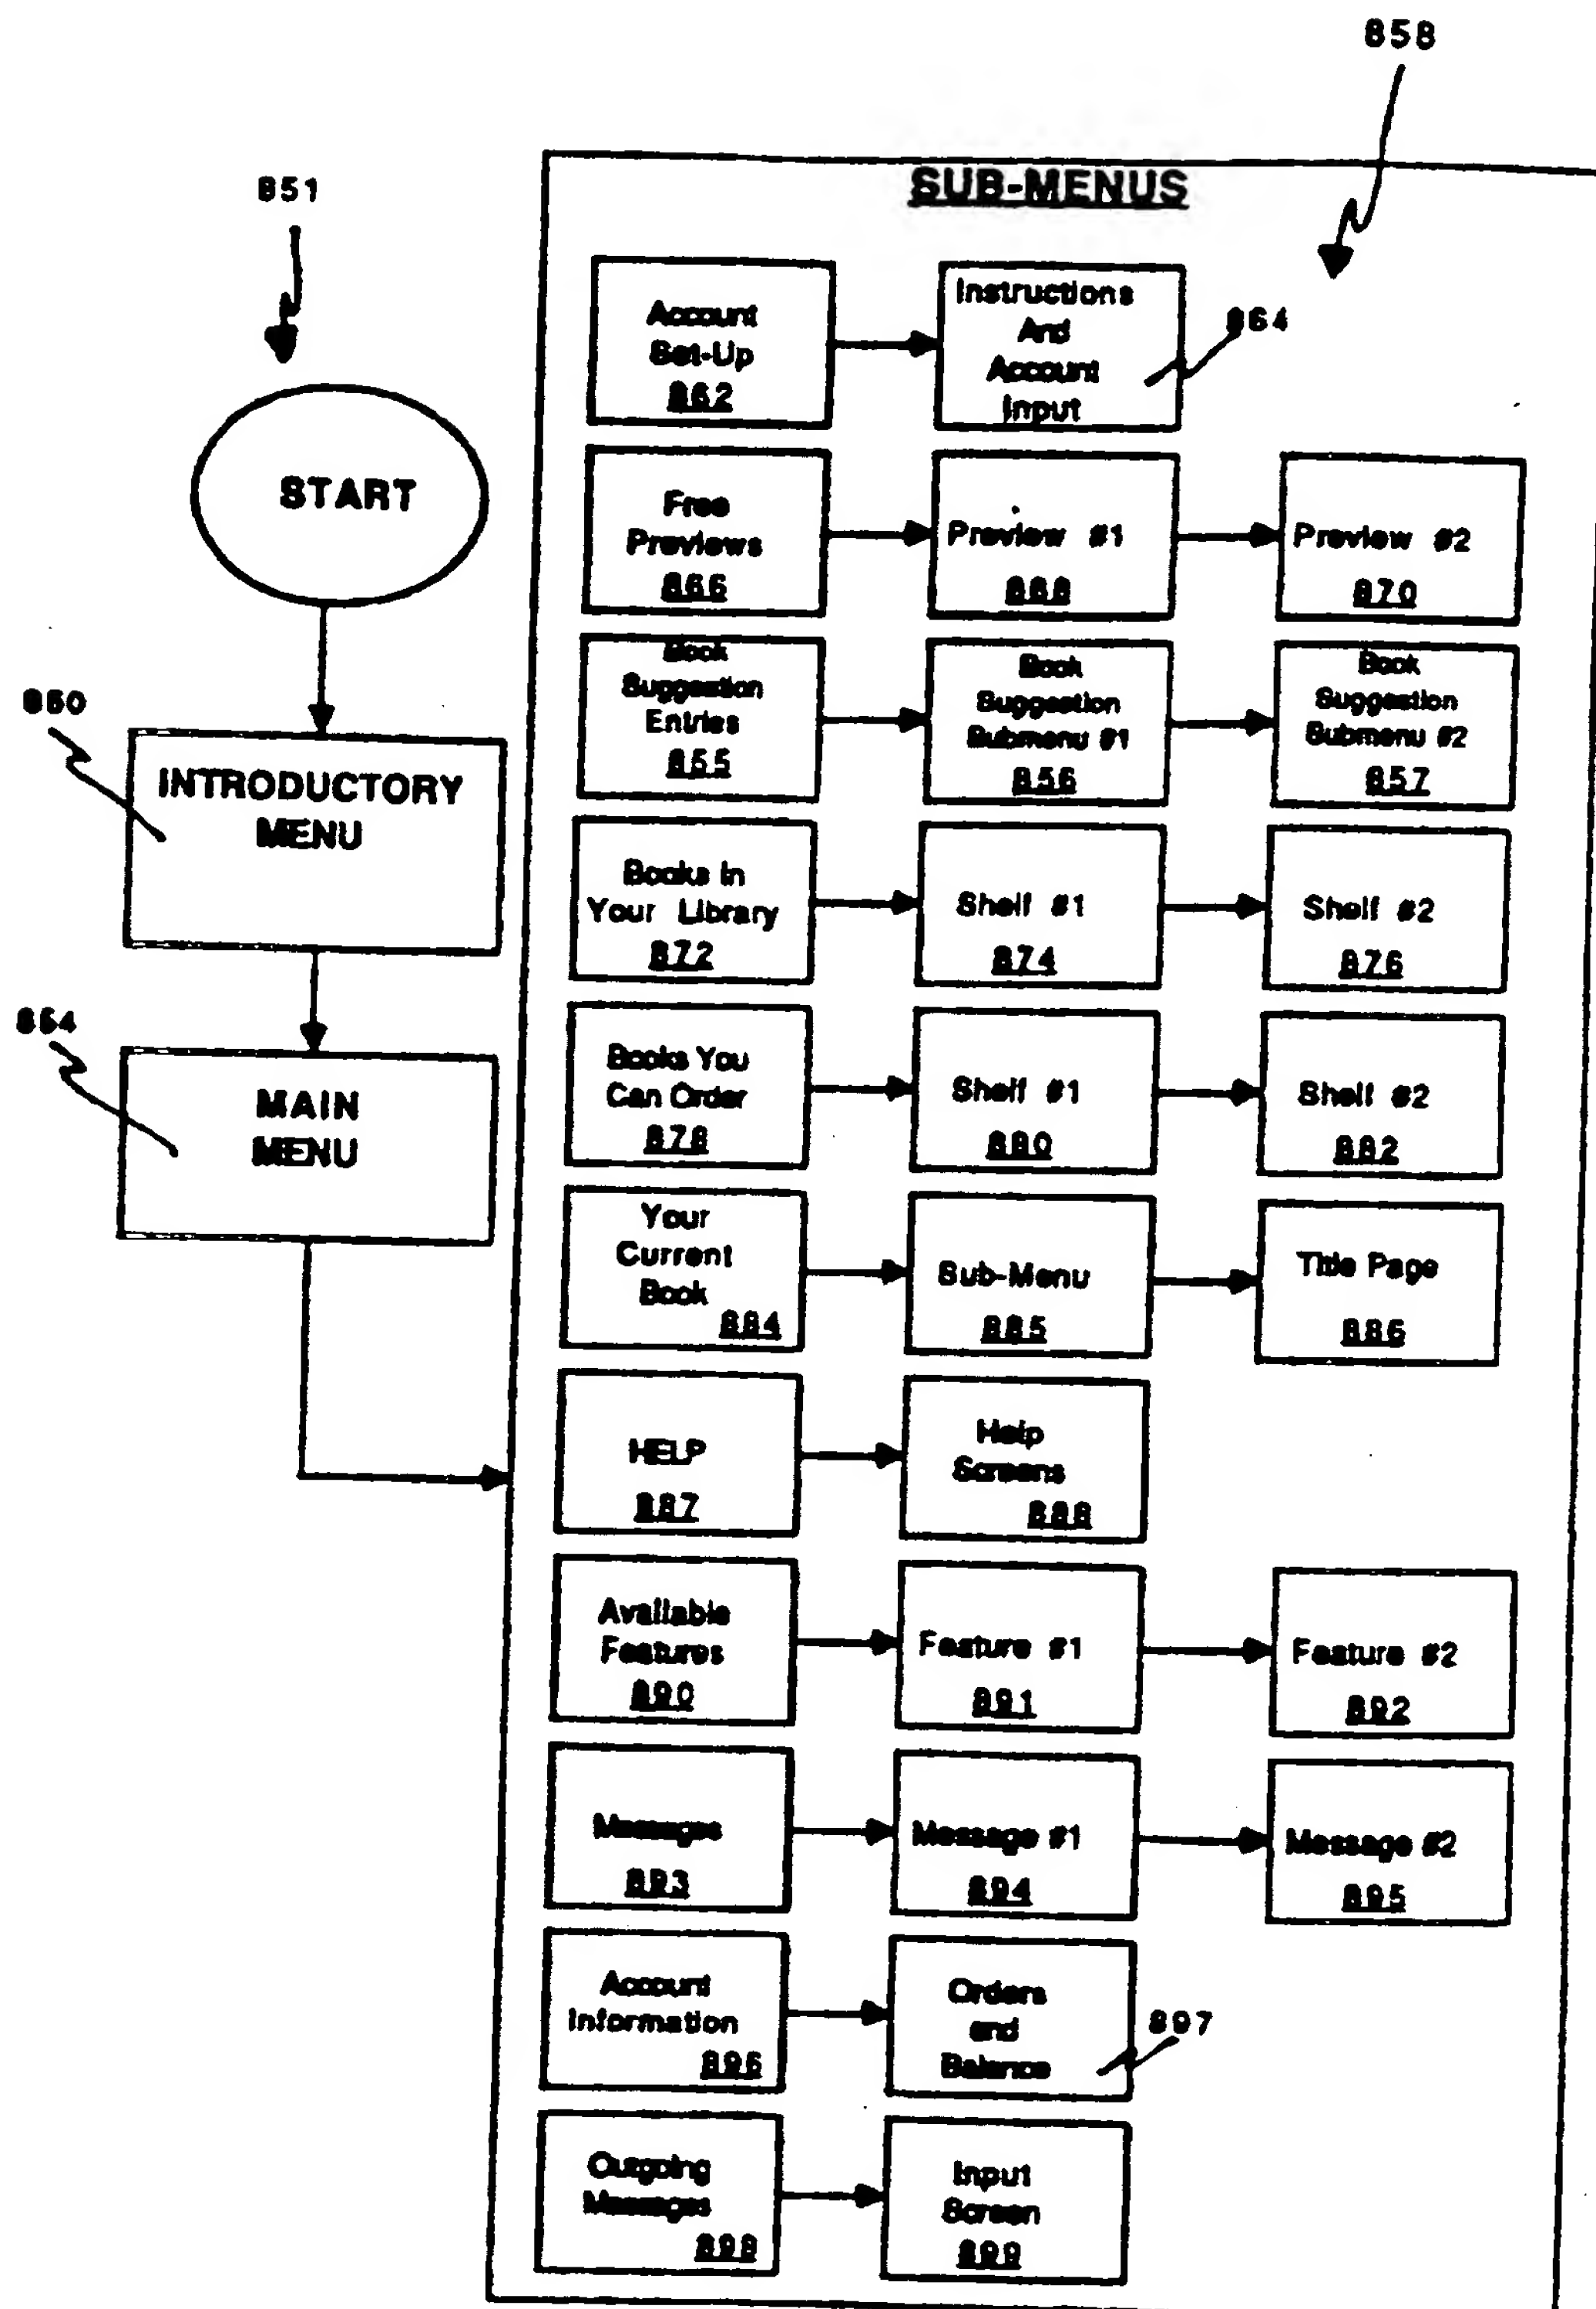 858
851
SUB-MENUS
START
850
INTRODUCTORY
MENU
854
MAIN
MENU
Account
Set-Up
862
Instructions
And
Account
Input
864
Free
Previews
866
Preview #1
868
Preview #2
870
Book
Suggestion
Entries
855
Book
Suggestion
Submenu #1
856
Book
Suggestion
Submenu #2
857
Books In
Your Library
872
Shelf #1
874
Shelf #2
876
Books You
Can Order
878
Shelf #1
880
Shelf #2
882
Your
Current
Book
884
Sub-Menu
885
Title Page
886
HELP
887
Help
Screens
888
Available
Features
890
Feature #1
891
Feature #2
892
Messages
893
Message #1
894
Message #2
895
Account
Information
896
Orders
and
Balance
897
Outgoing
Messages
898
Input
Screen
899